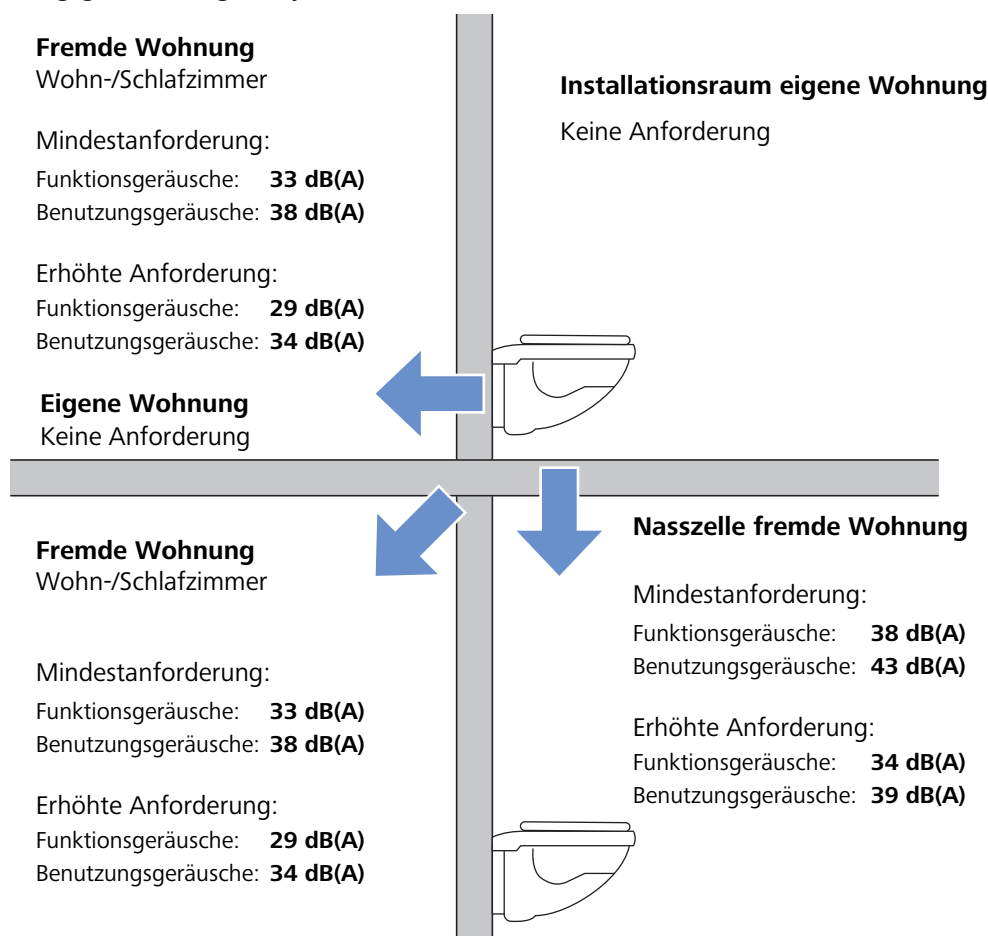 Fremde Wohnung
Wohn-/Schlafzimmer
Mindestanforderung:
Funktionsgeräusche: 33 dB(A)
Benutzungsgeräusche: 38 dB(A)
Erhöhte Anforderung:
Funktionsgeräusche: 29 dB(A)
Benutzungsgeräusche: 34 dB(A)
Eigene Wohnung
Keine Anforderung
Installationsraum eigene Wohnung
Keine Anforderung
Fremde Wohnung
Wohn-/Schlafzimmer
Mindestanforderung:
Funktionsgeräusche: 33 dB(A)
Benutzungsgeräusche: 38 dB(A)
Erhöhte Anforderung:
Funktionsgeräusche: 29 dB(A)
Benutzungsgeräusche: 34 dB(A)
Nasszelle fremde Wohnung
Mindestanforderung:
Funktionsgeräusche: 38 dB(A)
Benutzungsgeräusche: 43 dB(A)
Erhöhte Anforderung:
Funktionsgeräusche: 34 dB(A)
Benutzungsgeräusche: 39 dB(A)